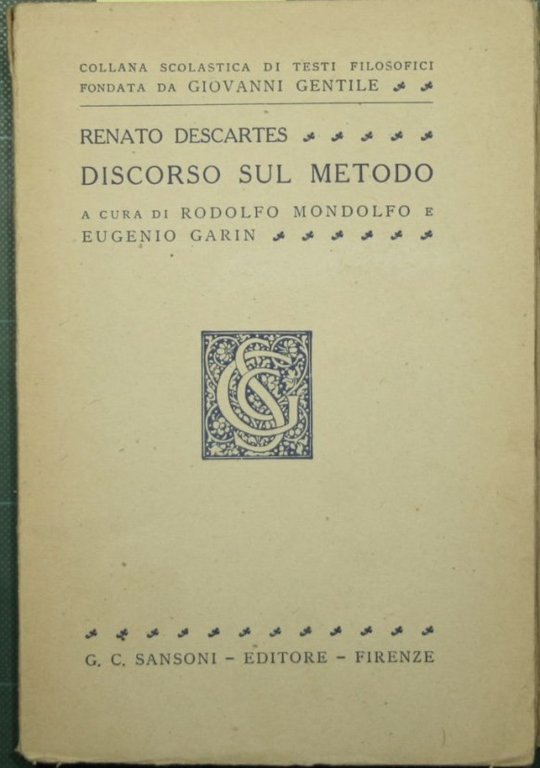 COLLANA SCOLASTICA DI TESTI FILOSOFICI
FONDATA DA GIOVANNI GENTILE
RENATO DESCARTES
DISCORSO SUL METODO
A CURA DI RODOLFO MONDOLFO E
EUGENIO GARIN
GCS
G. C. SANSONI – EDITORE – FIRENZE